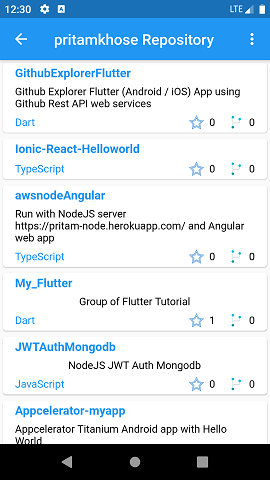 12:30 A LTE
pritamkhose Repository
GithubExplorerFlutter
Github Explorer Flutter (Android / iOS) App using
Github Rest API web services
Dart 0 0
Ionic-React-Helloworld
TypeScript 0 0
awsnodeAngular
Run with NodeJS server
https://pritam-node.herokuapp.com/ and Angular
web app
TypeScript 0 0
My_Flutter
Group of Flutter Tutorial
Dart 1 0
JWTAuthMongodb
NodeJS JWT Auth Mongodb
JavaScript 0 0
Appcelerator-myapp
Appcelerator Titanium Android app with Hello
World